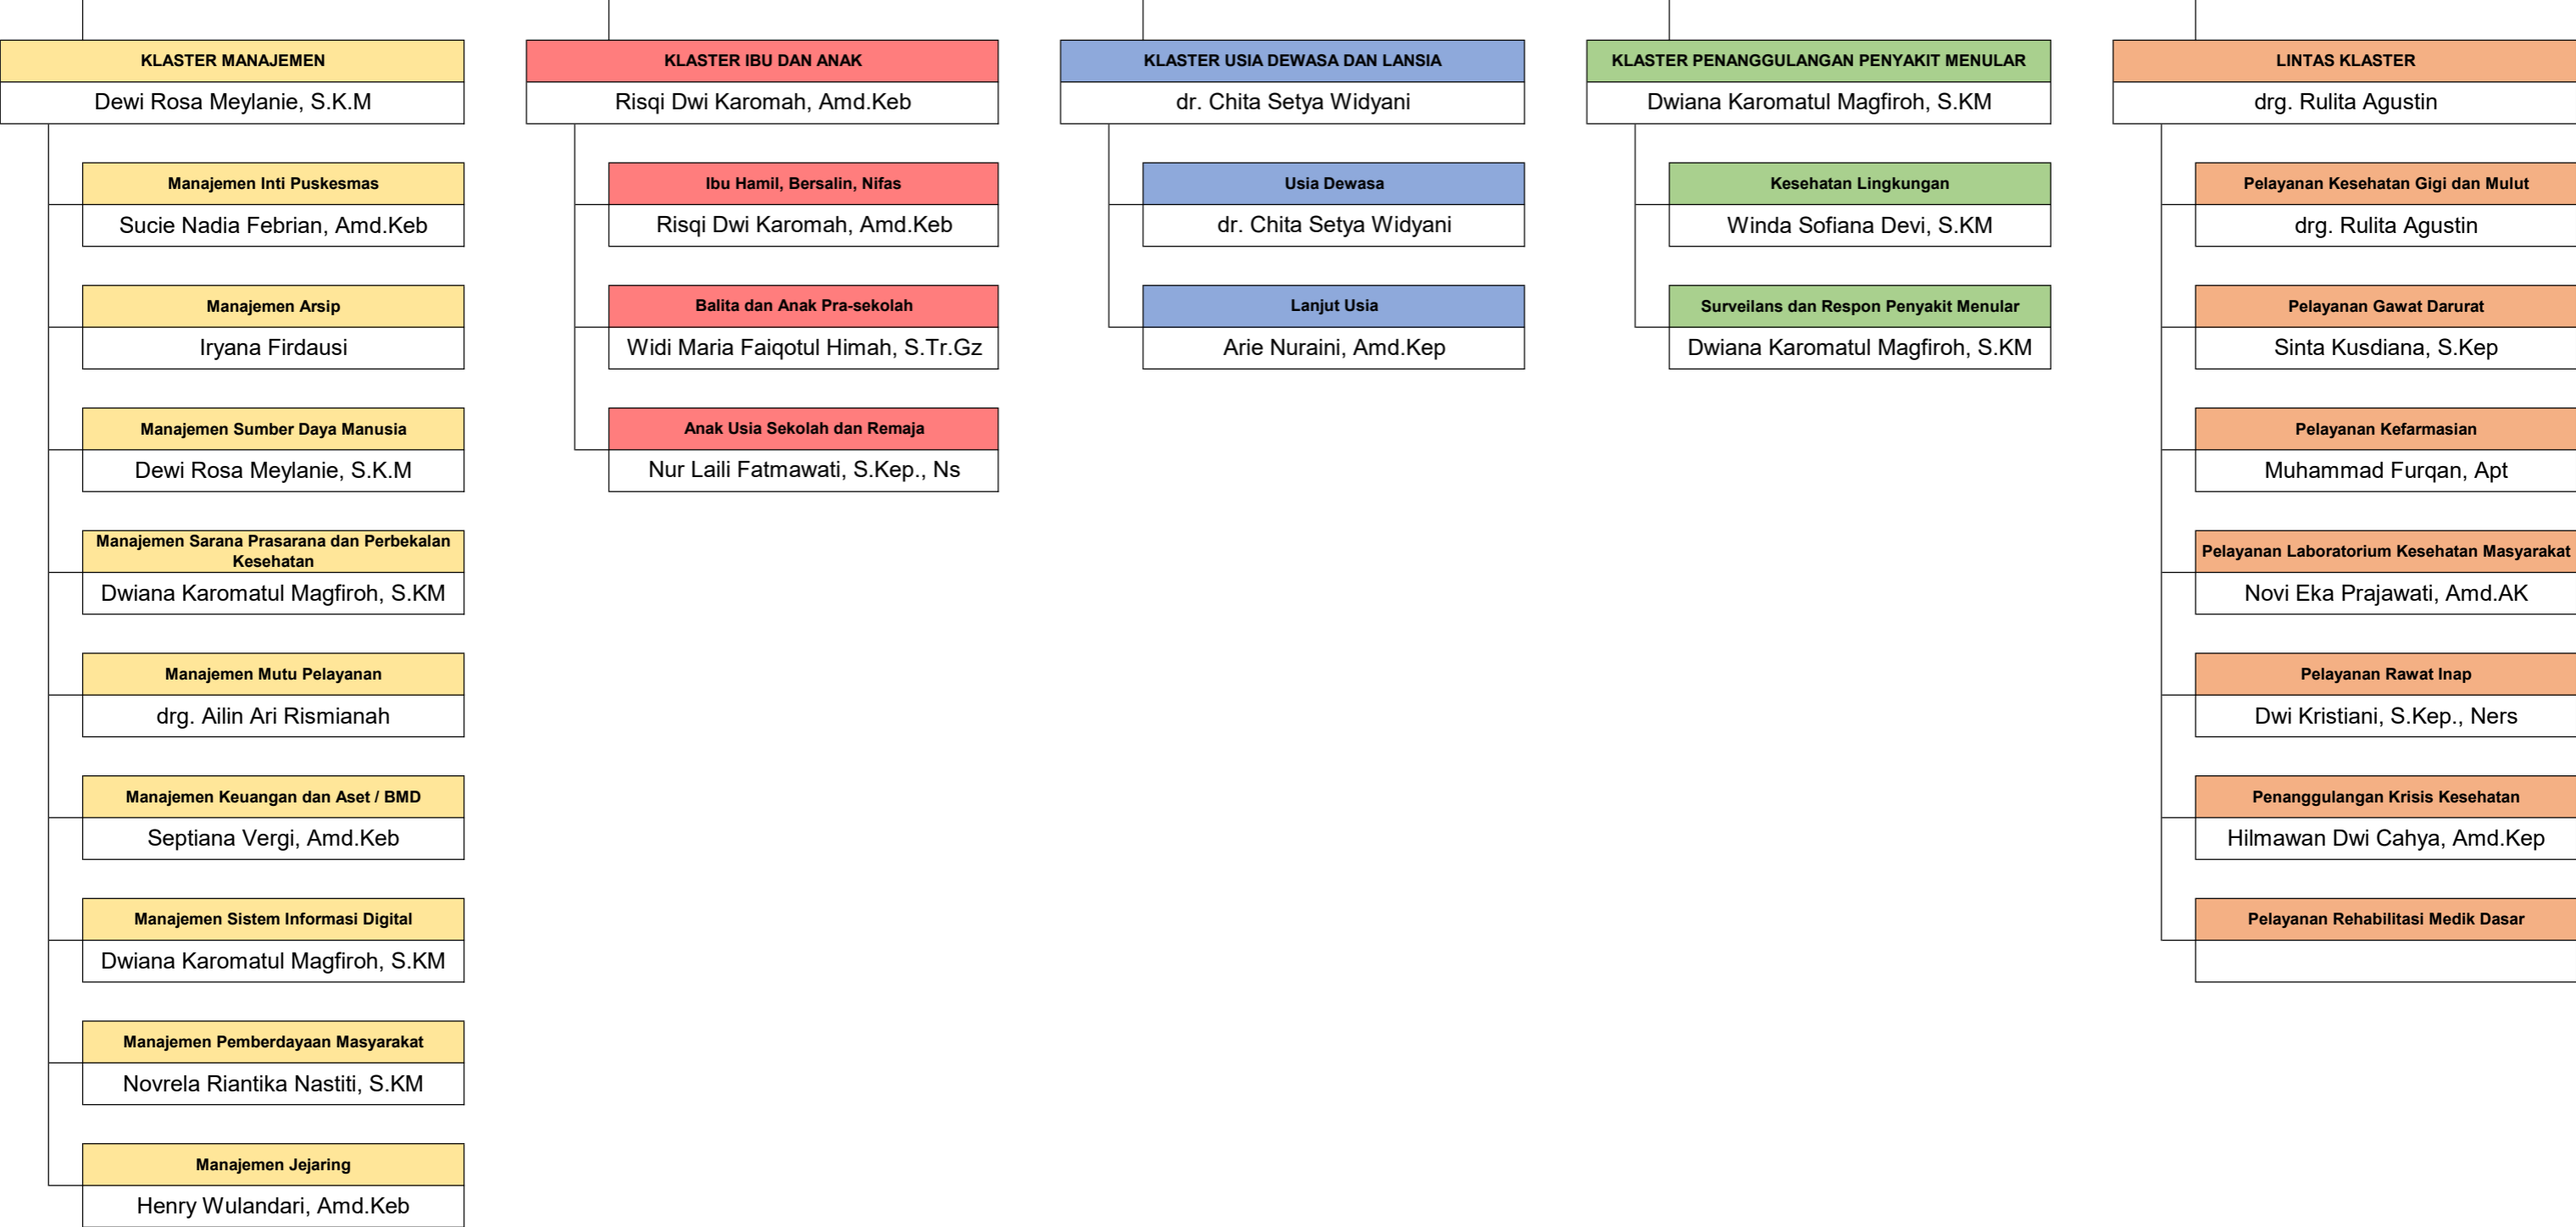 KLASTER MANAJEMEN
Dewi Rosa Meylanie, S.K.M
Manajemen Inti Puskesmas
Sucie Nadia Febrian, Amd.Keb
Manajemen Arsip
Iryana Firdausi
Manajemen Sumber Daya Manusia
Dewi Rosa Meylanie, S.K.M
Manajemen Sarana Prasarana dan Perbekalan
Kesehatan
Dwiana Karomatul Magfiroh, S.KM
Manajemen Mutu Pelayanan
drg. Ailin Ari Rismianah
Manajemen Keuangan dan Aset / BMD
Septiana Vergi, Amd.Keb
Manajemen Sistem Informasi Digital
Dwiana Karomatul Magfiroh, S.KM
Manajemen Pemberdayaan Masyarakat
Novrela Riantika Nastiti, S.KM
Manajemen Jejaring
Henry Wulandari, Amd.Keb
KLASTER IBU DAN ANAK
Risqi Dwi Karomah, Amd.Keb
Ibu Hamil, Bersalin, Nifas
Risqi Dwi Karomah, Amd.Keb
Balita dan Anak Pra-sekolah
Widi Maria Faiqotul Himah, S.Tr.Gz
Anak Usia Sekolah dan Remaja
Nur Laili Fatmawati, S.Kep., Ns
KLASTER USIA DEWASA DAN LANSIA
dr. Chita Setya Widyani
Usia Dewasa
dr. Chita Setya Widyani
Lanjut Usia
Arie Nuraini, Amd.Kep
KLASTER PENANGGULANGAN PENYAKIT MENULAR
Dwiana Karomatul Magfiroh, S.KM
Kesehatan Lingkungan
Winda Sofiana Devi, S.KM
Surveilans dan Respon Penyakit Menular
Dwiana Karomatul Magfiroh, S.KM
LINTAS KLASTER
drg. Rulita Agustin
Pelayanan Kesehatan Gigi dan Mulut
drg. Rulita Agustin
Pelayanan Gawat Darurat
Sinta Kusdiana, S.Kep
Pelayanan Kefarmasian
Muhammad Furqan, Apt
Pelayanan Laboratorium Kesehatan Masyarakat
Novi Eka Prajawati, Amd.AK
Pelayanan Rawat Inap
Dwi Kristiani, S.Kep., Ners
Penanggulangan Krisis Kesehatan
Hilmawan Dwi Cahya, Amd.Kep
Pelayanan Rehabilitasi Medik Dasar